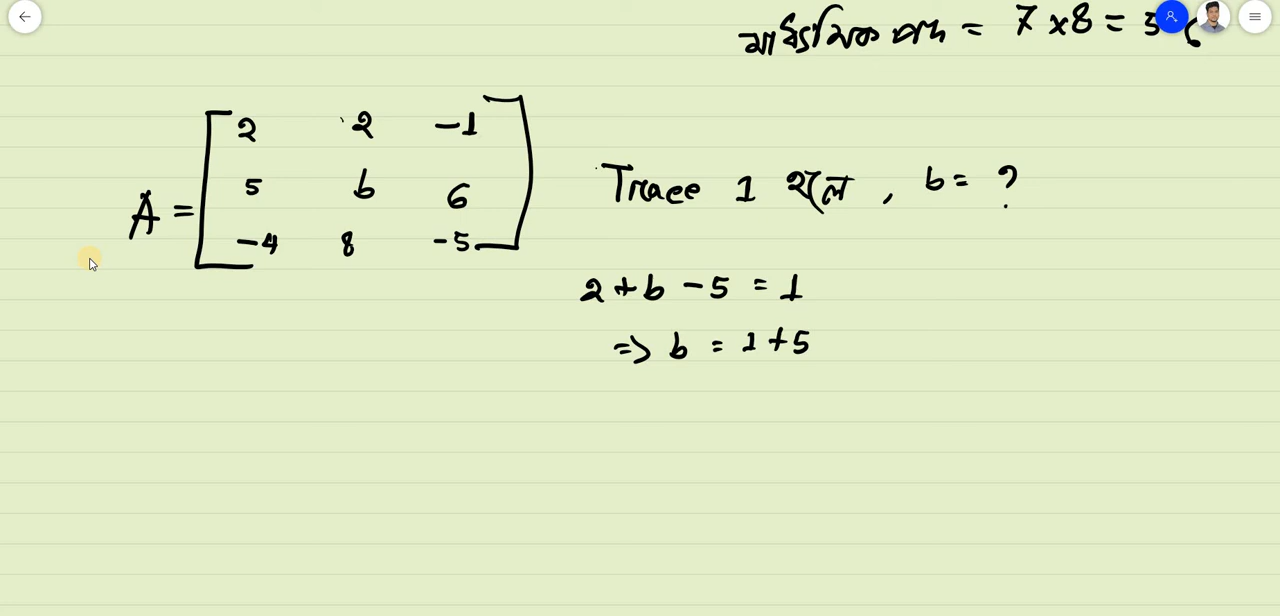 = 7 x 8 = 5
A = [ 2 2 -1
5 b 6
-4 8 -5 ]
Trace 1 হলে , b = ?
2 + b - 5 = 1
=> b = 1 + 5